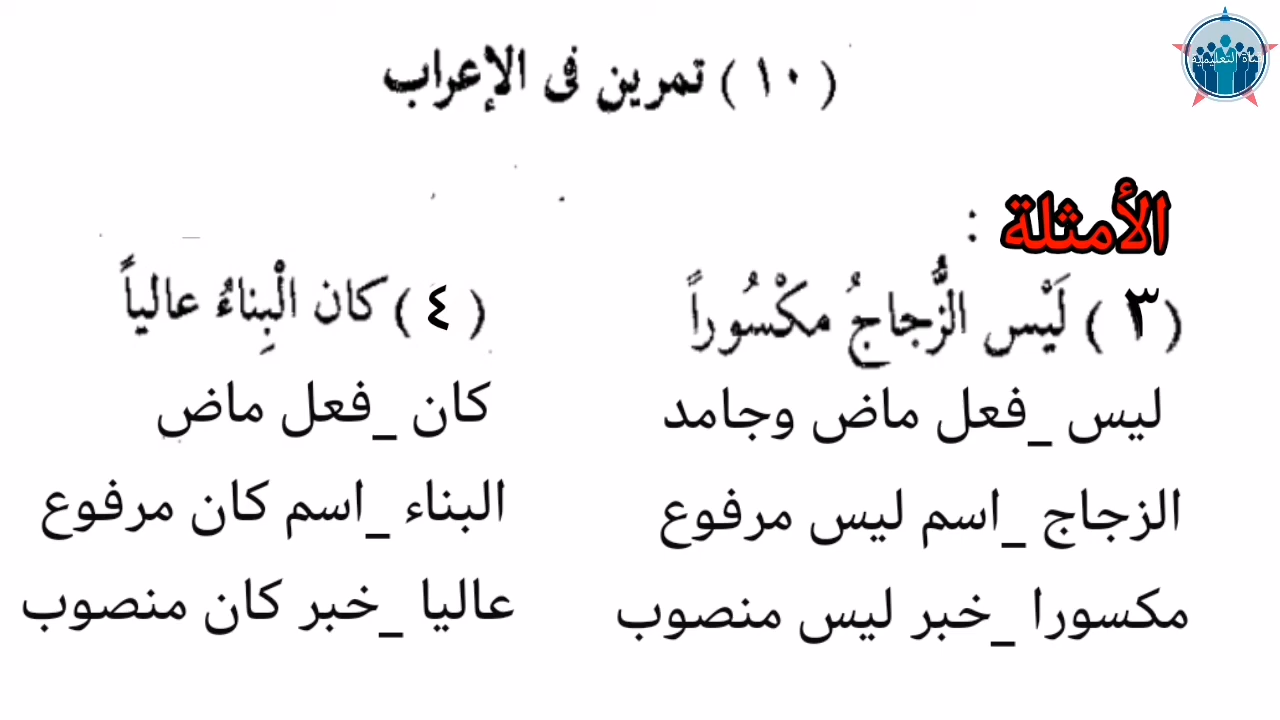 (١٠) تمرين فى الإعراب
الأمثلة :
(٣) لَيْس الزُّجاجُ مكْسُوراً
(٤) كان الْبِناءُ عالياً
ليس _فعل ماض وجامد
كان _فعل ماض
الزجاج _اسم ليس مرفوع
البناء _اسم كان مرفوع
مكسورا _خبر ليس منصوب
عاليا _خبر كان منصوب